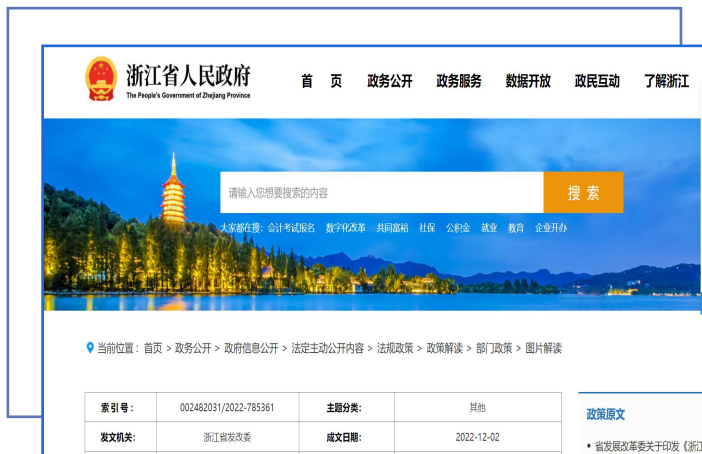 浙江省人民政府
The People's Government of Zhejiang Province
首 页 政务公开 政务服务 数据开放 政民互动 了解浙江
请输入您想要搜索的内容
搜 索
大家都在搜：会计考试报名 数字化改革 共同富裕 社保 公积金 就业 教育 企业开办
当前位置：首页 > 政务公开 > 政府信息公开 > 法定主动公开内容 > 法规政策 > 政策解读 > 部门政策 > 图片解读
索引号： 002482031/2022-785361 主题分类： 其他
发文机关： 浙江省发改委 成文日期： 2022-12-02
政策原文
• 省发展改革委关于印发《浙江